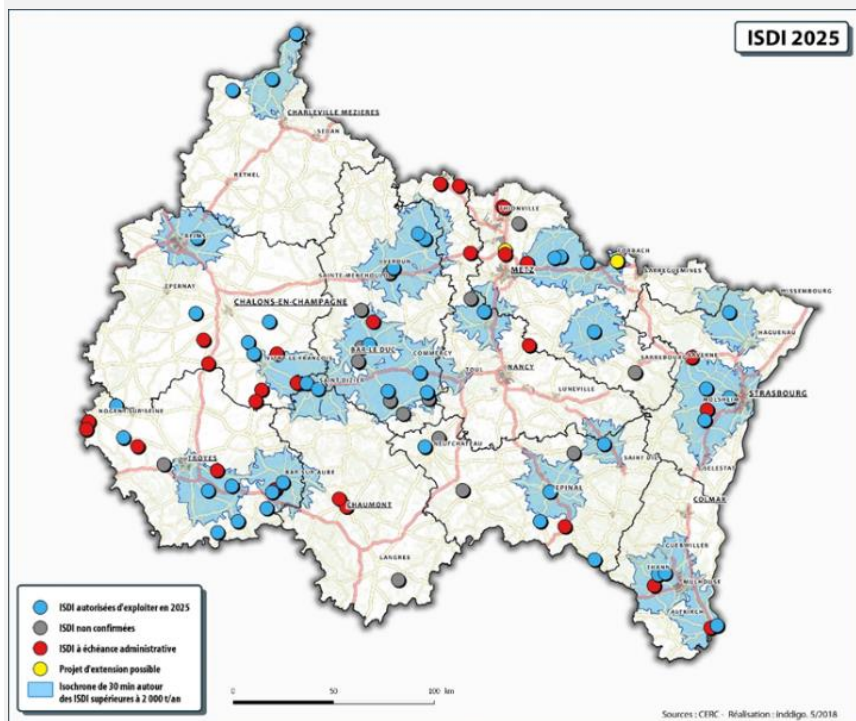 ISDI 2025
CHARLEVILLE MEZIERES
SEDAN
RETHEL
THIONVILLE
REIMS
VERDUN
FORBACH
SAINTE-MENEHOULD
METZ
SARREGUEMINES
EPERNAY
WISSEMBOURG
CHALONS-EN-CHAMPAGNE
HAGUENAU
VITRY-LE-FRANCOIS
BAR-LE-DUC
COMMERCY
SARREBOURG
SAVERNE
SAINT-DIZIER
TOUL
NANCY
STRASBOURG
LUNEVILLE
MOLSHEIM
NOGENT-SUR-SEINE
NEUFCHATEAU
SAINT DIE
SELESTAT
TROYES
BAR-SUR-AUBE
EPINAL
COLMAR
CHAUMONT
GUEBWILLER
LANGRES
THANN
MULHOUSE
ALTKIRCH
ISDI autorisées d'exploiter en 2025
ISDI non confirmées
ISDI à échéance administrative
Projet d'extension possible
Isochrone de 30 min autour
des ISDI supérieures à 2 000 t/an
0 50 100 km
Sources : CERC - Réalisation : Inddigo. 5/2018